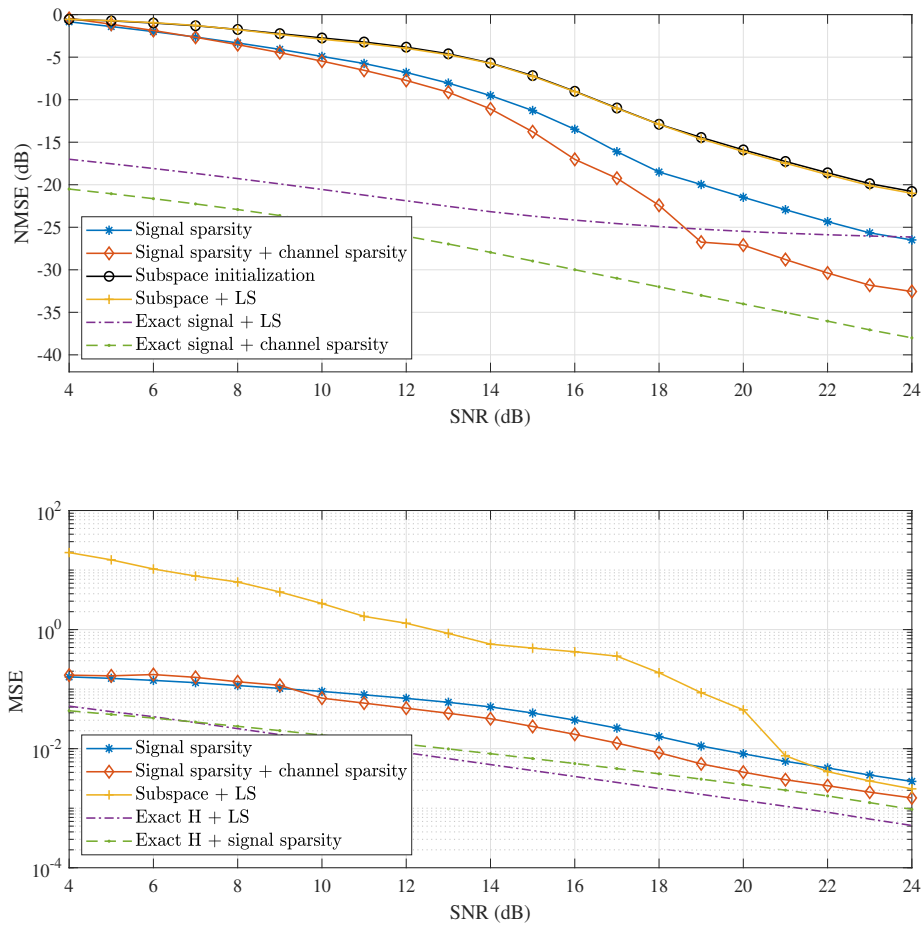 0
-5
-10
-15
-20
-25
-30
-35
-40
NMSE (dB)
Signal sparsity
Signal sparsity + channel sparsity
Subspace initialization
Subspace + LS
Exact signal + LS
Exact signal + channel sparsity
4 6 8 10 12 14 16 18 20 22 24
SNR (dB)
10^2
10^0
10^-2
10^-4
MSE
Signal sparsity
Signal sparsity + channel sparsity
Subspace + LS
Exact H + LS
Exact H + signal sparsity
4 6 8 10 12 14 16 18 20 22 24
SNR (dB)